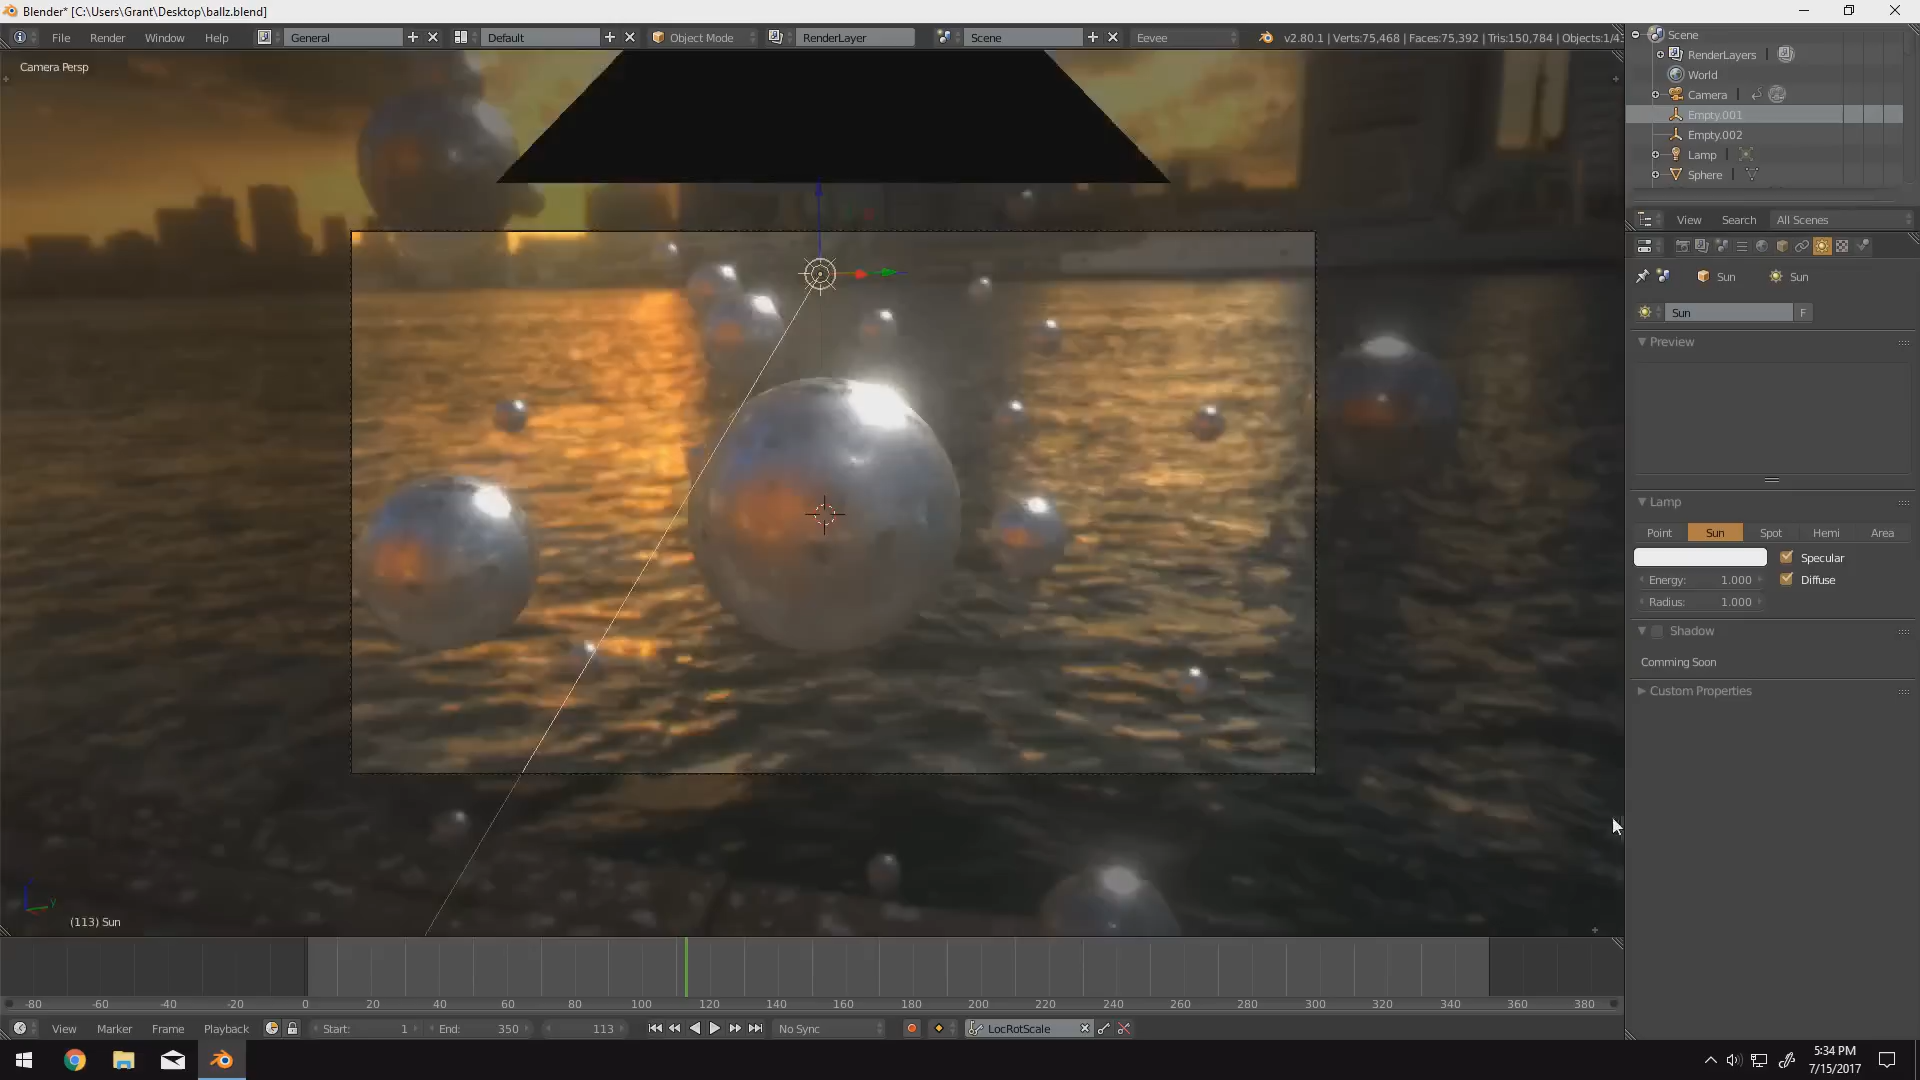 Blender* [C:\Users\Grant\Desktop\ballz.blend]
File Render Window Help General Default Object Mode RenderLayer Scene Eevee v2.80.1 | Verts:75,468 | Faces:75,392 | Tris:150,784 | Objects:1/43
Camera Persp
Scene
RenderLayers
World
Camera
Empty.001
Empty.002
Lamp
Sphere
View Search All Scenes
Sun Sun
Sun F
Preview
Lamp
Point Sun Spot Hemi Area
Specular
Energy: 1.000 Diffuse
Radius: 1.000
Shadow
Comming Soon
Custom Properties
(113) Sun
-80 -60 -40 -20 0 20 40 60 80 100 120 140 160 180 200 220 240 260 280 300 320 340 360 380
View Marker Frame Playback Start: 1 End: 350 113 No Sync LocRotScale
5:34 PM
7/15/2017